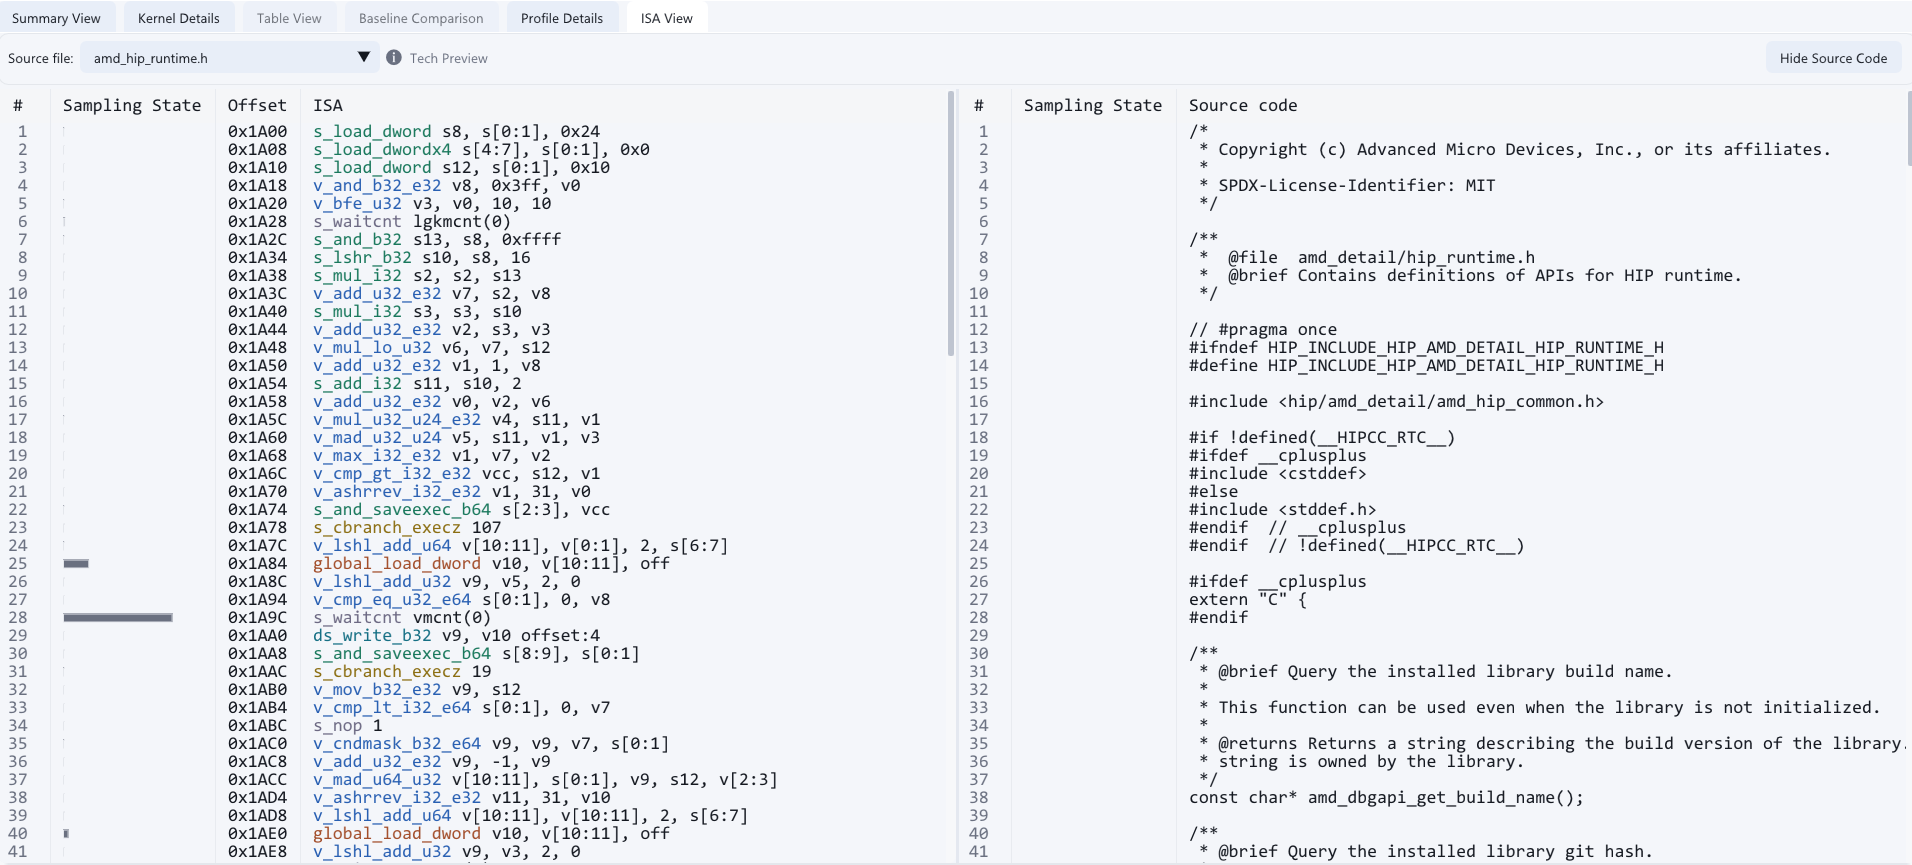 Summary View Kernel Details Table View Baseline Comparison Profile Details ISA View
Source file: amd_hip_runtime.h ▼ i Tech Preview Hide Source Code
# Sampling State Offset ISA
1 0x1A00 s_load_dword s8, s[0:1], 0x24
2 0x1A08 s_load_dwordx4 s[4:7], s[0:1], 0x0
3 0x1A10 s_load_dword s12, s[0:1], 0x10
4 0x1A18 v_and_b32_e32 v8, 0x3ff, v0
5 0x1A20 v_bfe_u32 v3, v0, 10, 10
6 0x1A28 s_waitcnt lgkmcnt(0)
7 0x1A2C s_and_b32 s13, s8, 0xffff
8 0x1A34 s_lshr_b32 s10, s8, 16
9 0x1A38 s_mul_i32 s2, s2, s13
10 0x1A3C v_add_u32_e32 v7, s2, v8
11 0x1A40 s_mul_i32 s3, s3, s10
12 0x1A44 v_add_u32_e32 v2, s3, v3
13 0x1A48 v_mul_lo_u32 v6, v7, s12
14 0x1A50 v_add_u32_e32 v1, 1, v8
15 0x1A54 s_add_i32 s11, s10, 2
16 0x1A58 v_add_u32_e32 v0, v2, v6
17 0x1A5C v_mul_u32_u24_e32 v4, s11, v1
18 0x1A60 v_mad_u32_u24 v5, s11, v1, v3
19 0x1A68 v_max_i32_e32 v1, v7, v2
20 0x1A6C v_cmp_gt_i32_e32 vcc, s12, v1
21 0x1A70 v_ashrrev_i32_e32 v1, 31, v0
22 0x1A74 s_and_saveexec_b64 s[2:3], vcc
23 0x1A78 s_cbranch_execz 107
24 0x1A7C v_lshl_add_u64 v[10:11], v[0:1], 2, s[6:7]
25 0x1A84 global_load_dword v10, v[10:11], off
26 0x1A8C v_lshl_add_u32 v9, v5, 2, 0
27 0x1A94 v_cmp_eq_u32_e64 s[0:1], 0, v8
28 0x1A9C s_waitcnt vmcnt(0)
29 0x1AA0 ds_write_b32 v9, v10 offset:4
30 0x1AA8 s_and_saveexec_b64 s[8:9], s[0:1]
31 0x1AAC s_cbranch_execz 19
32 0x1AB0 v_mov_b32_e32 v9, s12
33 0x1AB4 v_cmp_lt_i32_e64 s[0:1], 0, v7
34 0x1ABC s_nop 1
35 0x1AC0 v_cndmask_b32_e64 v9, v9, v7, s[0:1]
36 0x1AC8 v_add_u32_e32 v9, -1, v9
37 0x1ACC v_mad_u64_u32 v[10:11], s[0:1], v9, s12, v[2:3]
38 0x1AD4 v_ashrrev_i32_e32 v11, 31, v10
39 0x1AD8 v_lshl_add_u64 v[10:11], v[10:11], 2, s[6:7]
40 0x1AE0 global_load_dword v10, v[10:11], off
41 0x1AE8 v_lshl_add_u32 v9, v3, 2, 0
# Sampling State Source code
1 /*
2 * Copyright (c) Advanced Micro Devices, Inc., or its affiliates.
3 *
4 * SPDX-License-Identifier: MIT
5 */
6
7 /**
8 * @file amd_detail/hip_runtime.h
9 * @brief Contains definitions of APIs for HIP runtime.
10 */
11
12 // #pragma once
13 #ifndef HIP_INCLUDE_HIP_AMD_DETAIL_HIP_RUNTIME_H
14 #define HIP_INCLUDE_HIP_AMD_DETAIL_HIP_RUNTIME_H
15
16 #include <hip/amd_detail/amd_hip_common.h>
17
18 #if !defined(__HIPCC_RTC__)
19 #ifdef __cplusplus
20 #include <cstddef>
21 #else
22 #include <stddef.h>
23 #endif // __cplusplus
24 #endif // !defined(__HIPCC_RTC__)
25
26 #ifdef __cplusplus
27 extern "C" {
28 #endif
29
30 /**
31 * @brief Query the installed library build name.
32 *
33 * This function can be used even when the library is not initialized.
34 *
35 * @returns Returns a string describing the build version of the library.
36 * string is owned by the library.
37 */
38 const char* amd_dbgapi_get_build_name();
39
40 /**
41 * @brief Query the installed library git hash.